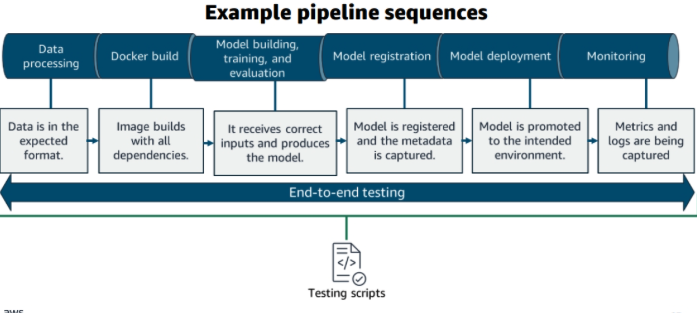 Example pipeline sequences
Data
processing
Docker build
Model building,
training, and
evaluation
Model registration
Model deployment
Monitoring
Data is in the
expected
format.
Image builds
with all
dependencies.
It receives correct
inputs and produces
the model.
Model is registered
and the metadata
is captured.
Model is promoted
to the intended
environment.
Metrics and
logs are being
captured
End-to-end testing
</>
Testing scripts
aws